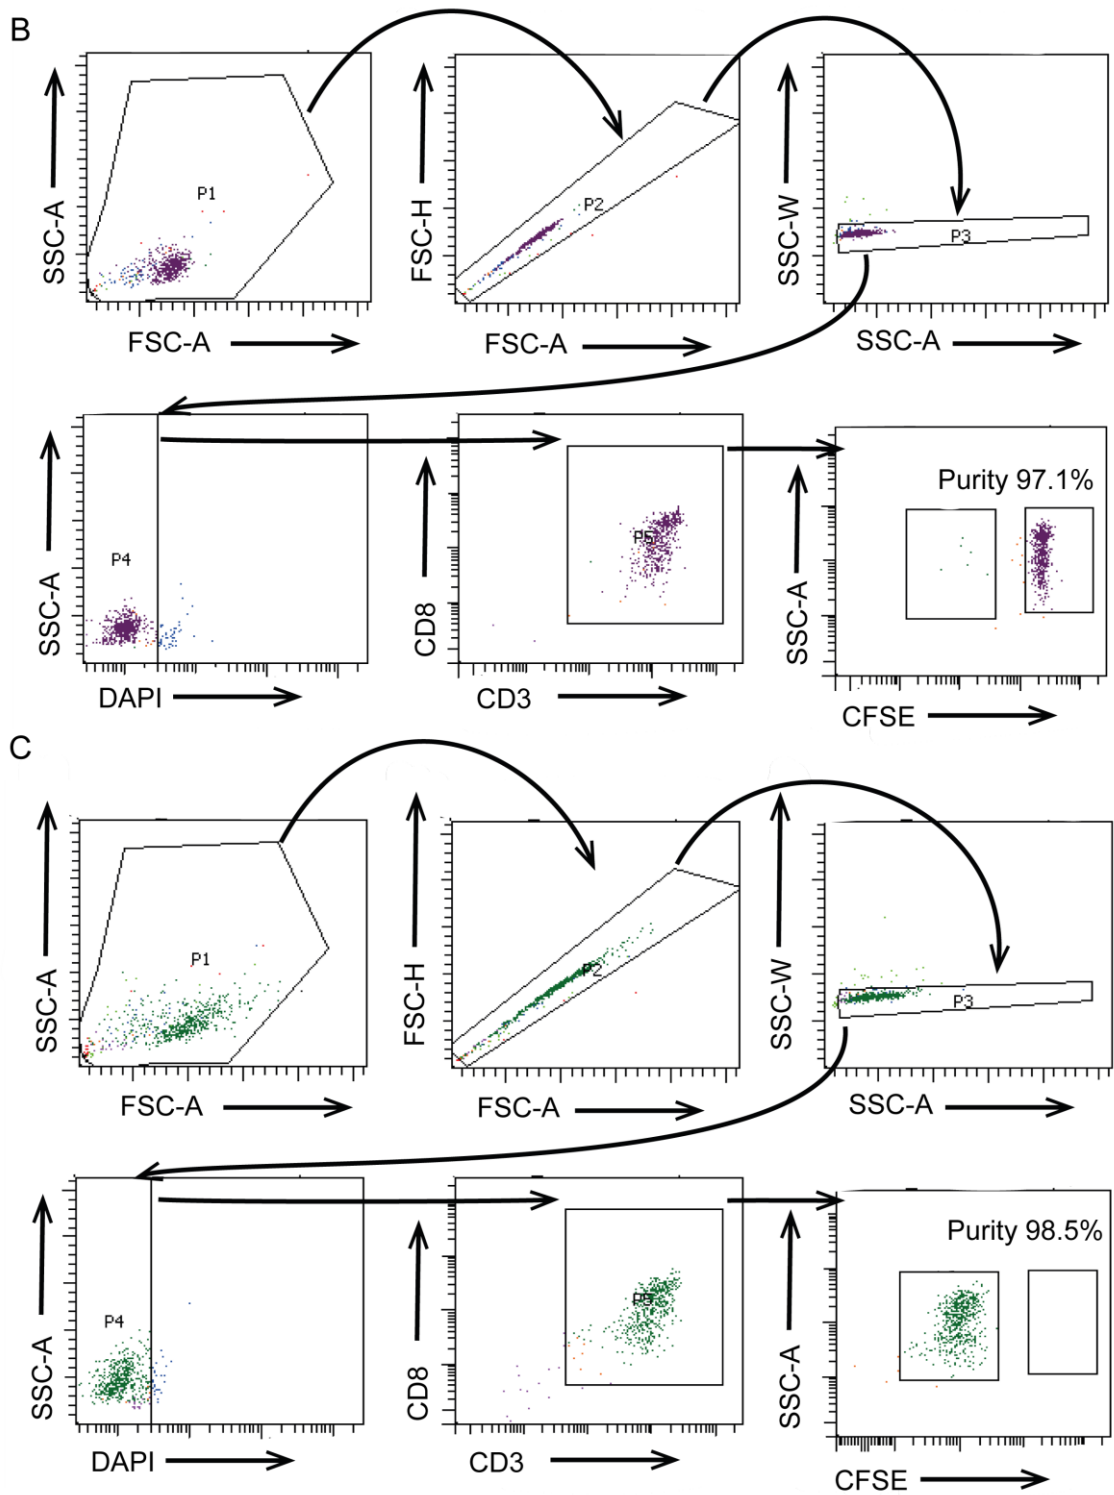 B
SSC-A
P1
FSC-A
FSC-H
P2
FSC-A
SSC-W
P3
SSC-A
SSC-A
P4
DAPI
CD8
P5
CD3
SSC-A
Purity 97.1%
CFSE
C
SSC-A
P1
FSC-A
FSC-H
P2
FSC-A
SSC-W
P3
SSC-A
SSC-A
P4
DAPI
CD8
P5
CD3
SSC-A
Purity 98.5%
CFSE